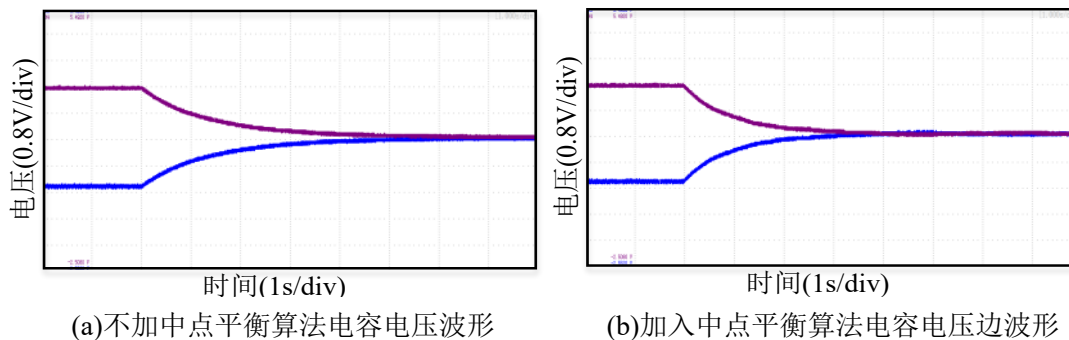 电压(0.8V/div)
时间(1s/div)
(a)不加中点平衡算法电容电压波形
电压(0.8V/div)
时间(1s/div)
(b)加入中点平衡算法电容电压边波形